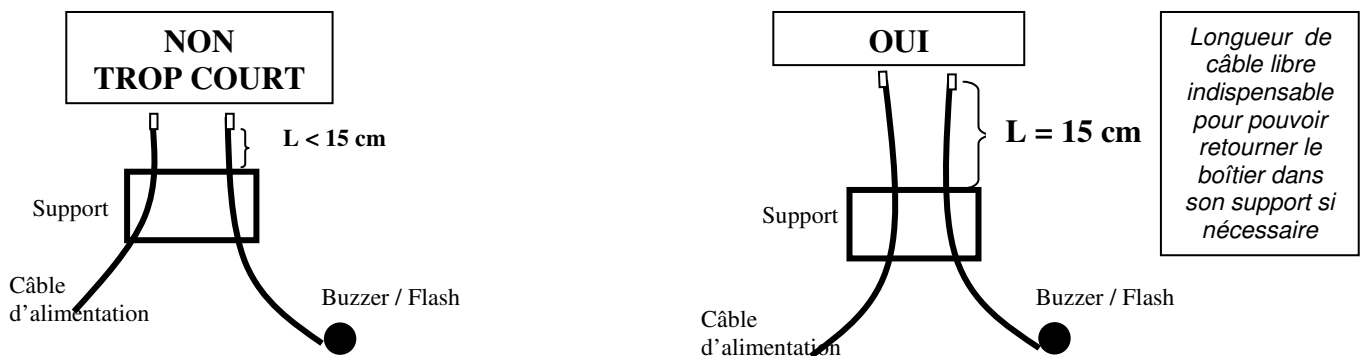 NON
TROP COURT
L < 15 cm
Support
Câble
d'alimentation
Buzzer / Flash
OUI
L = 15 cm
Support
Câble
d'alimentation
Buzzer / Flash
Longueur de
câble libre
indispensable
pour pouvoir
retourner le
boîtier dans
son support si
nécessaire